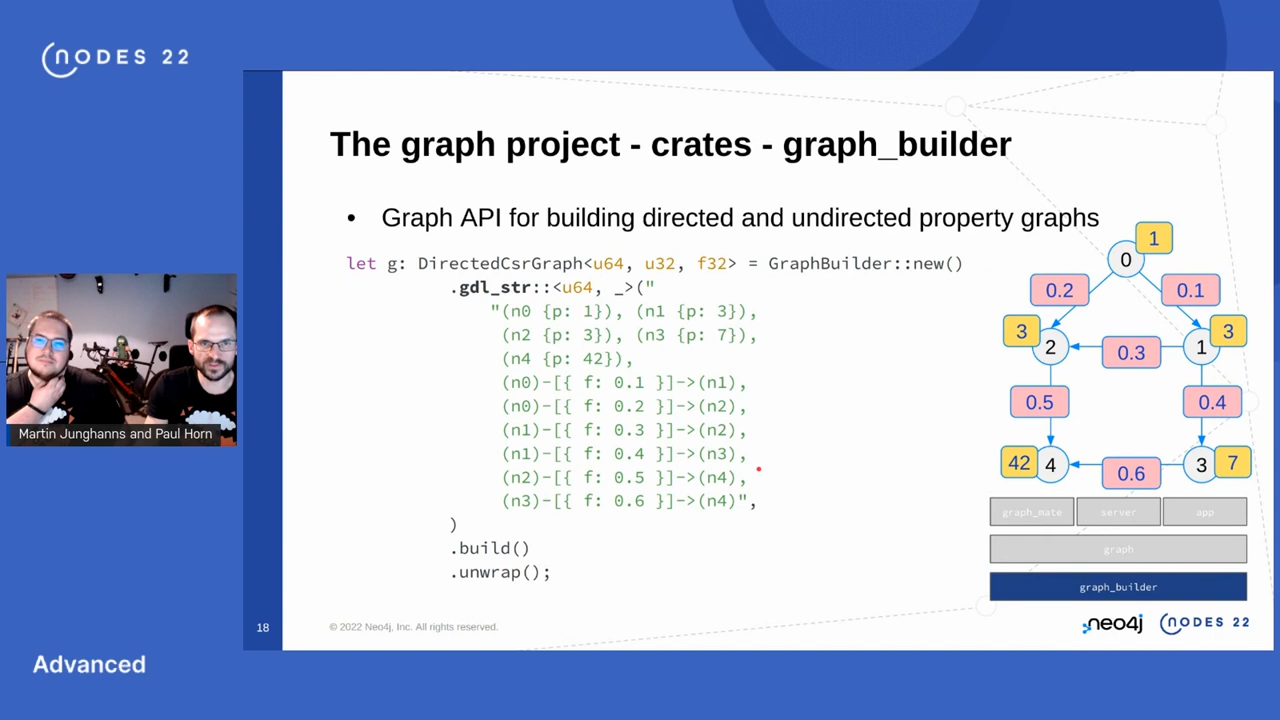 NODES 22
The graph project - crates - graph_builder
• Graph API for building directed and undirected property graphs
let g: DirectedCsrGraph<u64, u32, f32> = GraphBuilder::new()
.gdl_str::<u64, _>("
"(n0 {p: 1}), (n1 {p: 3}),
(n2 {p: 3}), (n3 {p: 7}),
(n4 {p: 42}),
(n0)-[{ f: 0.1 }]->(n1),
(n0)-[{ f: 0.2 }]->(n2),
(n1)-[{ f: 0.3 }]->(n2),
(n1)-[{ f: 0.4 }]->(n3),
(n2)-[{ f: 0.5 }]->(n4),
(n3)-[{ f: 0.6 }]->(n4)",
)
.build()
.unwrap();
1
0
0.2 0.1
3 2 0.3 1 3
0.5 0.4
42 4 0.6 3 7
graph_mate server app
graph
graph_builder
Martin Junghanns and Paul Horn
18 © 2022 Neo4j, Inc. All rights reserved. neo4j NODES 22
Advanced